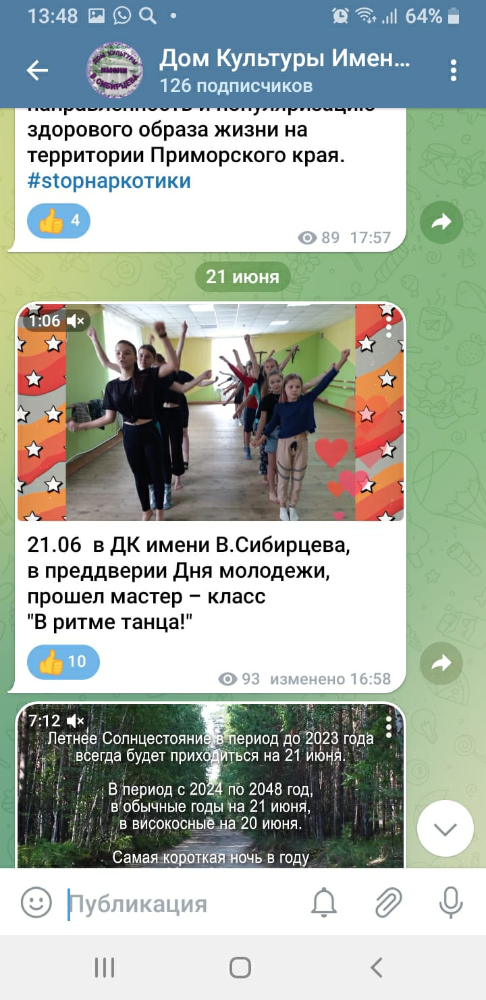 13:48
64%
Дом Культуры Имен...
126 подписчиков
направленность и популяризацию
здорового образа жизни на
территории Приморского края.
#stopнаркотики
4
89 17:57
21 июня
1:06
21.06 в ДК имени В.Сибирцева,
в преддверии Дня молодежи,
прошел мастер – класс
"В ритме танца!"
10
93 изменено 16:58
7:12
Летнее Солнцестояние в период до 2023 года
всегда будет приходиться на 21 июня.
В период с 2024 по 2048 год,
в обычные годы на 21 июня,
в високосные на 20 июня.
Самая короткая ночь в году
Публикация